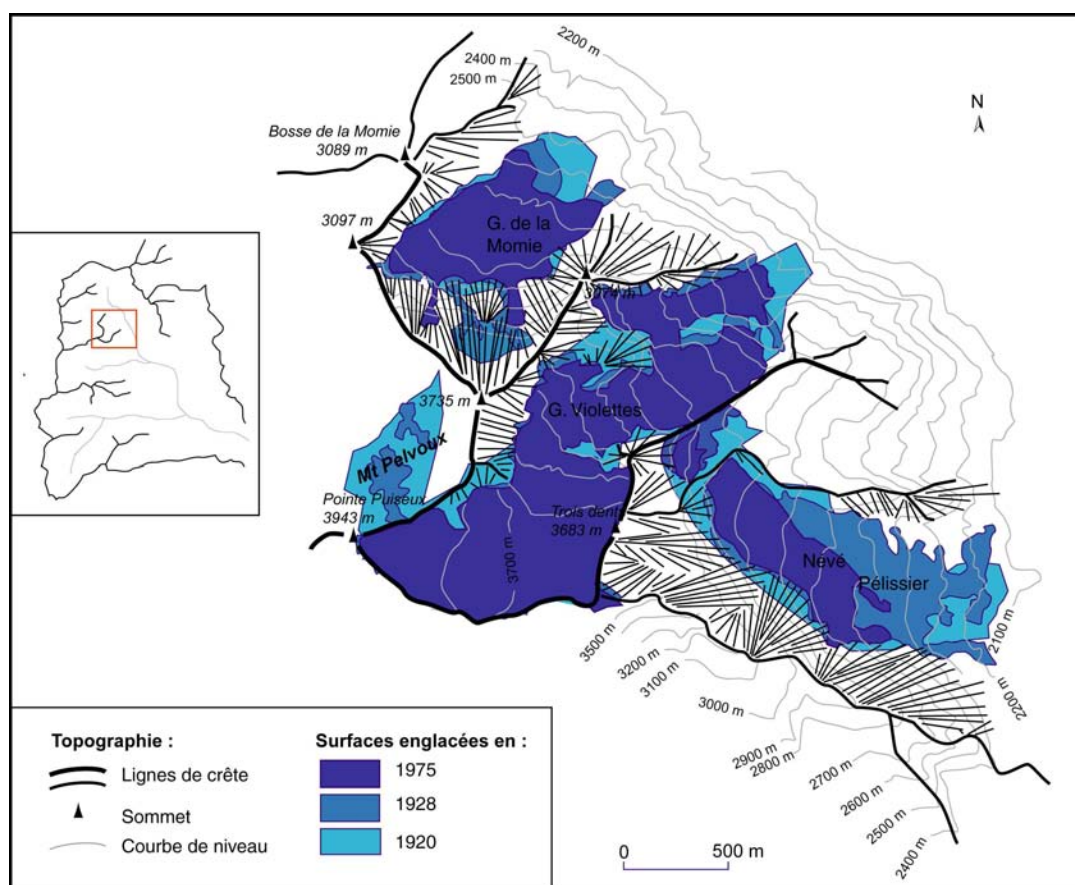 2200 m
2400 m
2500 m
N
Bosse de la Momie
3089 m
3097 m
G. de la
Momie
3074 m
3735 m
G. Violettes
Mt Pelvoux
Pointe Puiseux
3943 m
Trois dents
3683 m
3700 m
Névé
Pélissier
3500 m
3200 m
3100 m
3000 m
2900 m
2800 m
2700 m
2600 m
2500 m
2400 m
2100 m
2200 m
Topographie :
Lignes de crête
Sommet
Courbe de niveau
Surfaces englacées en :
1975
1928
1920
0
500 m